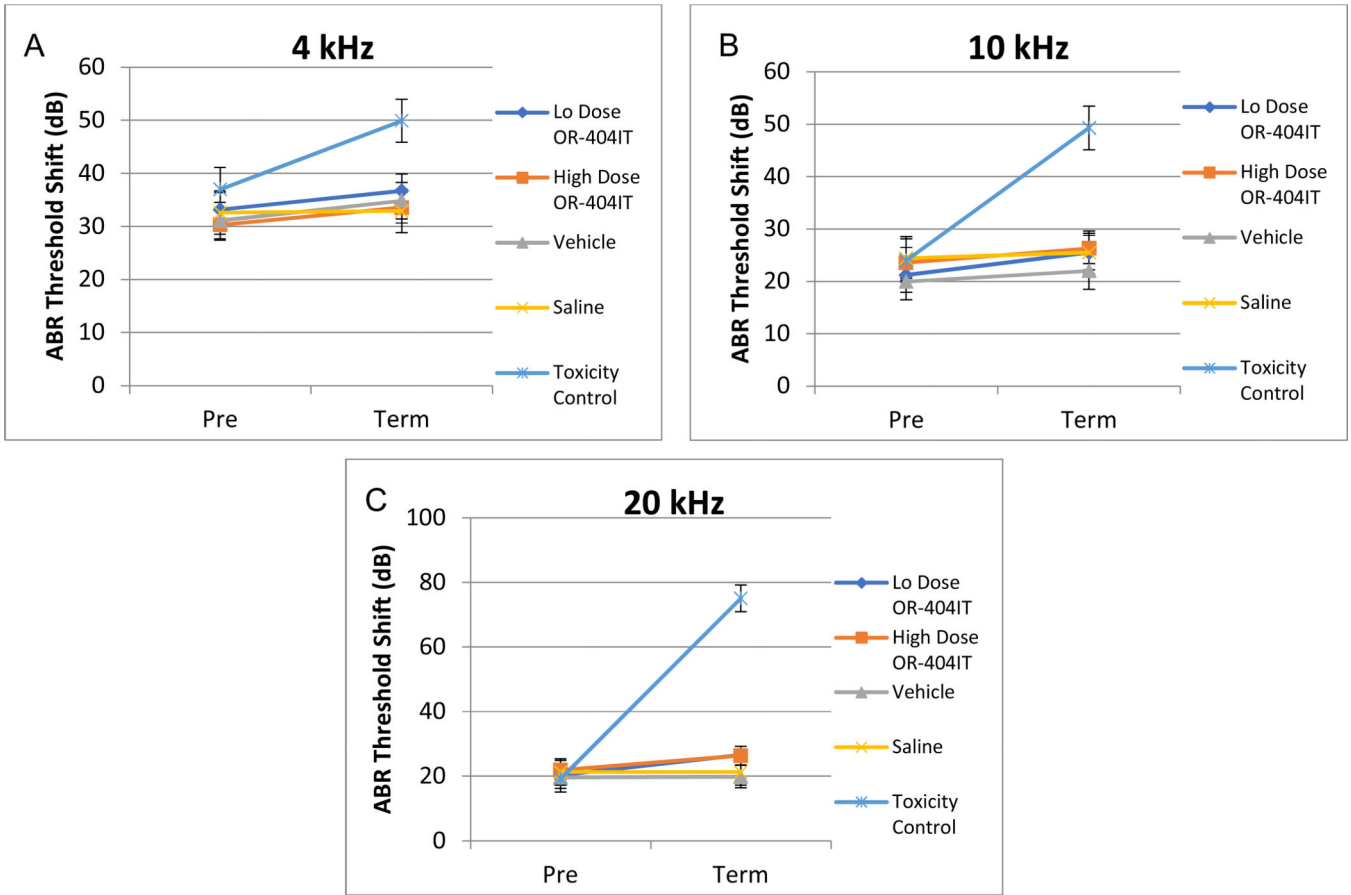 A
4 kHz
ABR Threshold Shift (dB)
60
50
40
30
20
10
0
Pre
Term
Lo Dose
OR-404IT
High Dose
OR-404IT
Vehicle
Saline
Toxicity
Control
B
10 kHz
ABR Threshold Shift (dB)
60
50
40
30
20
10
0
Pre
Term
Lo Dose
OR-404IT
High Dose
OR-404IT
Vehicle
Saline
Toxicity
Control
C
20 kHz
ABR Threshold Shift (dB)
100
80
60
40
20
0
Pre
Term
Lo Dose
OR-404IT
High Dose
OR-404IT
Vehicle
Saline
Toxicity
Control